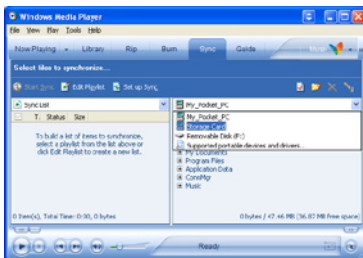 Windows Media Player
File View Play Tools Help
Now Playing Library Rip Burn Sync Guide
Select files to synchronize...
Start Sync Edit Playlist Set up Sync
Sync List
My_Pocket_PC
T. Status Size
My_Pocket_PC
Storage Card
Removable Disk (F:)
Supported portable devices and drivers...
To build a list of items to synchronize,
select a playlist from the list above or
click Edit Playlist to create a new list.
My Documents
Program Files
Application Data
ConnMgr
Music
0 Item(s), Total Time: 0:00, 0 bytes
0 bytes / 47.46 MB (36.87 MB free space)
Ready